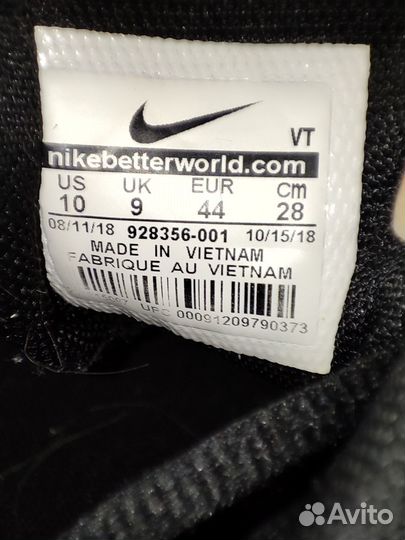 VT
nikebetterworld.com
US UK EUR cm
10 9 44 28
08/11/18 928356-001 10/15/18
MADE IN VIETNAM
FABRIQUE AU VIETNAM
00091209790373
Avito